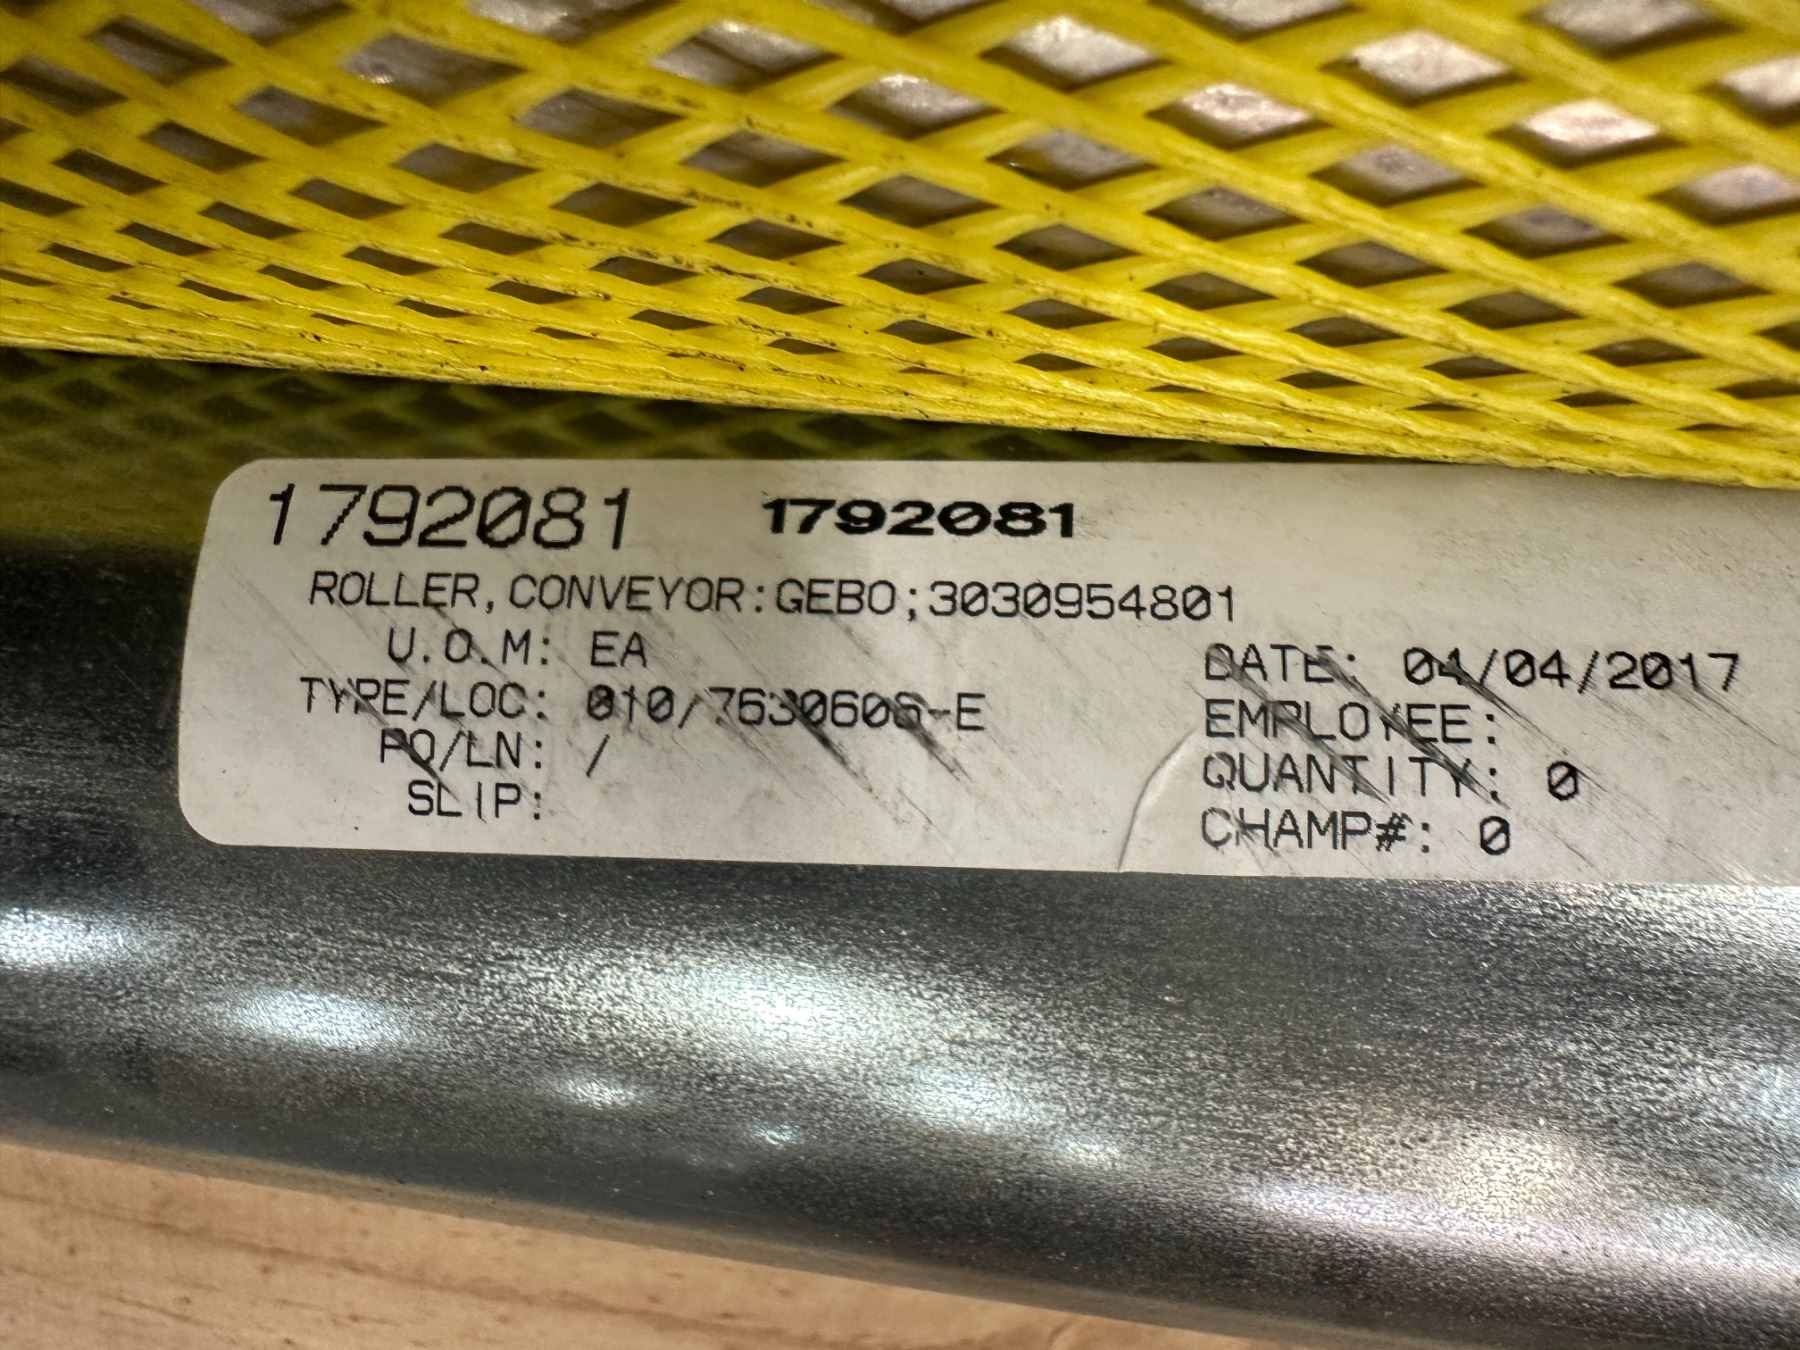 1792081 1792081
ROLLER,CONVEYOR:GEBO;3030954801
U.O.M: EA
TYPE/LOC: 010/7630606-E
PO/LN: /
SLIP:
DATE: 04/04/2017
EMPLOYEE:
QUANTITY: 0
CHAMP#: 0